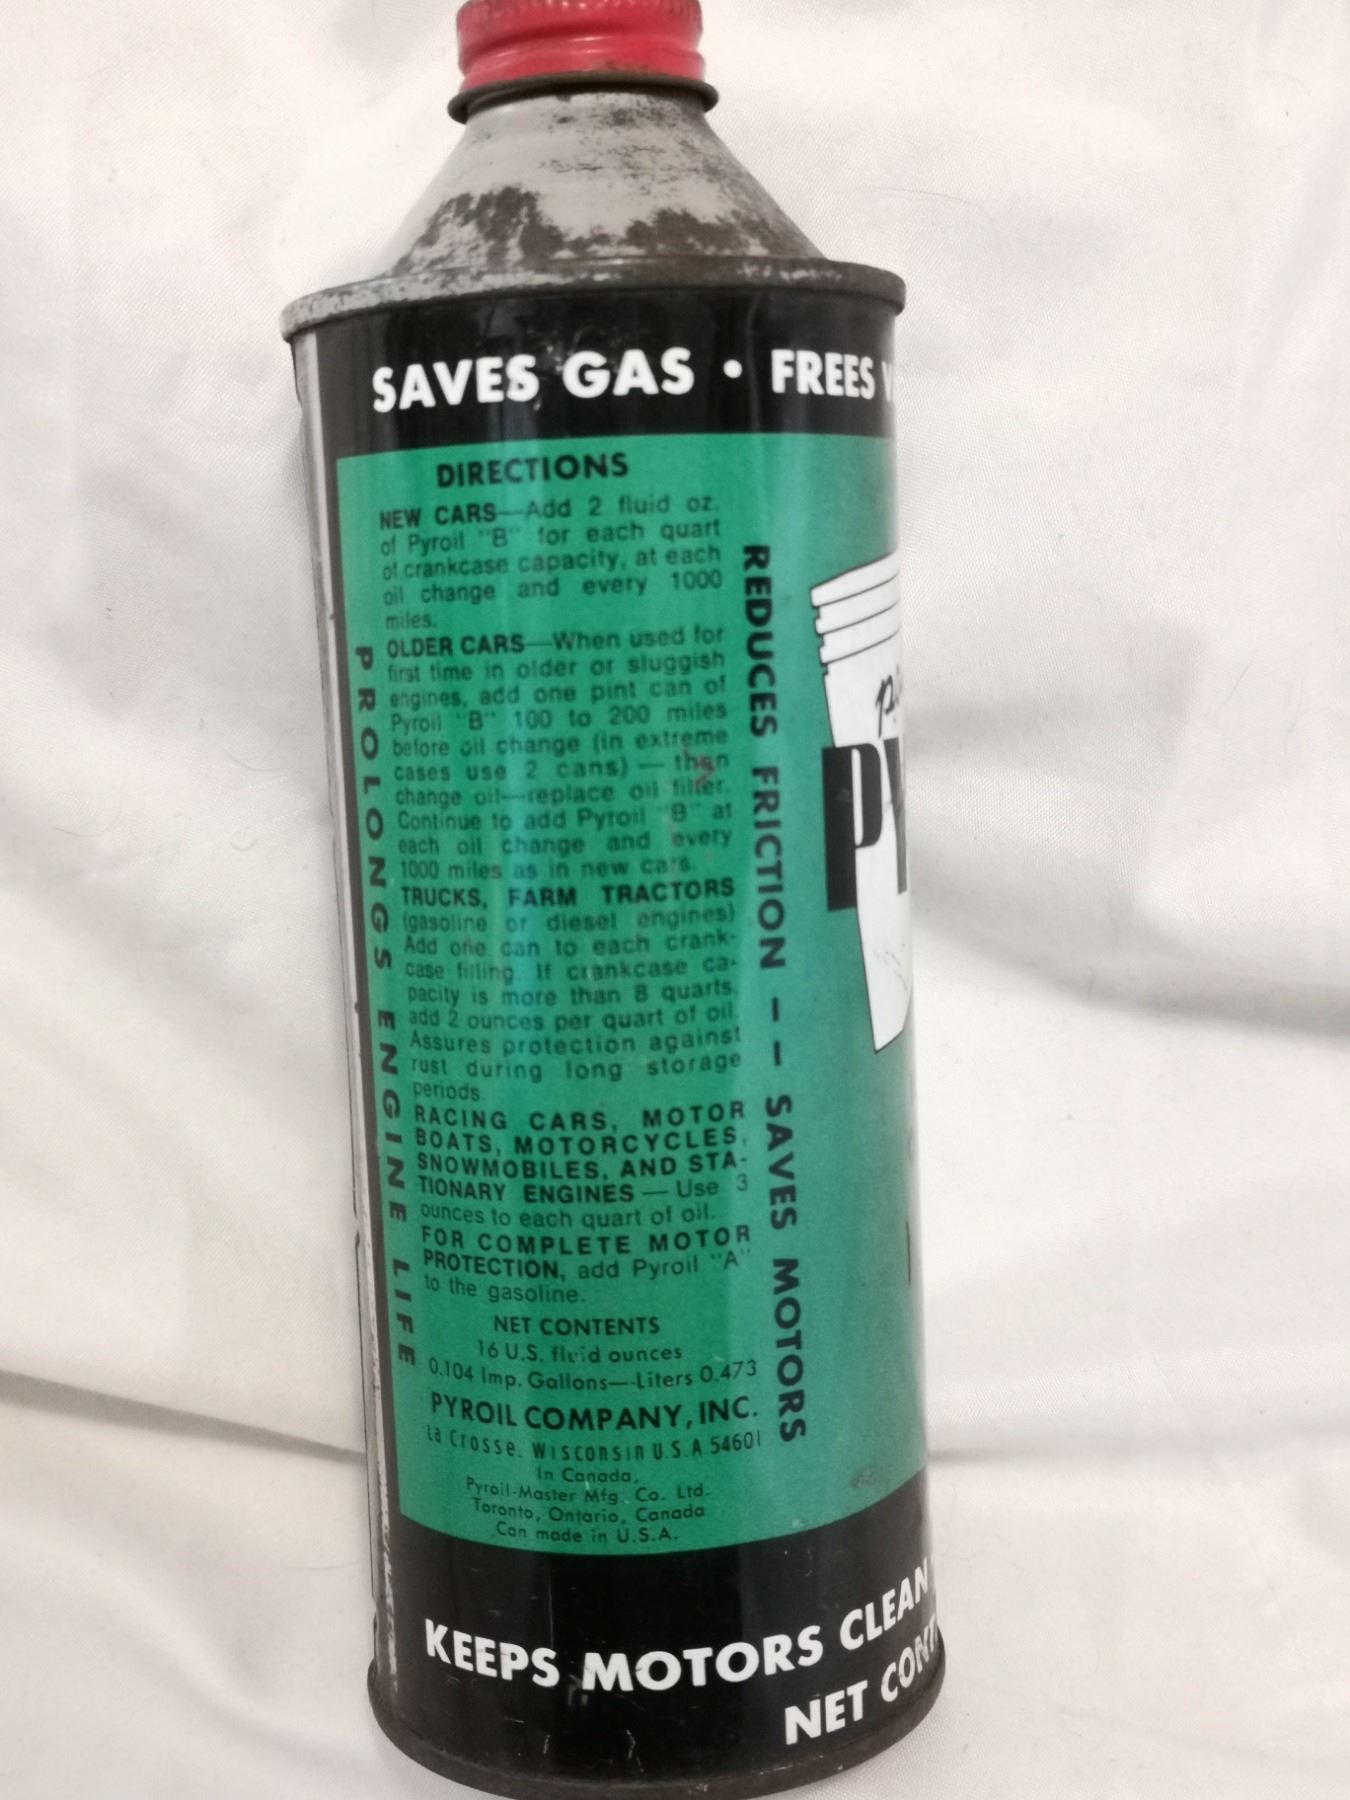 SAVES GAS • FREES
DIRECTIONS
NEW CARS—Add 2 fluid oz.
of Pyroil "B" for each quart
of crankcase capacity, at each
oil change and every 1000
miles.
OLDER CARS—When used for
first time in older or sluggish
engines, add one pint can of
Pyroil "B" 100 to 200 miles
before oil change (in extreme
cases use 2 cans) — then
change oil—replace oil filter.
Continue to add Pyroil "B" at
each oil change and every
1000 miles as in new cars.
TRUCKS, FARM TRACTORS
(gasoline or diesel engines)
Add one can to each crank-
case filling. If crankcase ca-
pacity is more than 8 quarts,
add 2 ounces per quart of oil.
Assures protection against
rust during long storage
periods.
RACING CARS, MOTOR
BOATS, MOTORCYCLES,
SNOWMOBILES, AND STA-
TIONARY ENGINES — Use 3
ounces to each quart of oil.
FOR COMPLETE MOTOR
PROTECTION, add Pyroil "A"
to the gasoline.
NET CONTENTS
16 U.S. fluid ounces
0.104 Imp. Gallons—Liters 0.473
PYROIL COMPANY, INC.
La Crosse, Wisconsin U.S.A. 54601
In Canada,
Pyroil-Master Mfg. Co. Ltd.
Toronto, Ontario, Canada
Can made in U.S.A.
PROLONGS ENGINE LIFE
REDUCES FRICTION -- SAVES MOTORS
PY
KEEPS MOTORS CLEAN
NET CONT